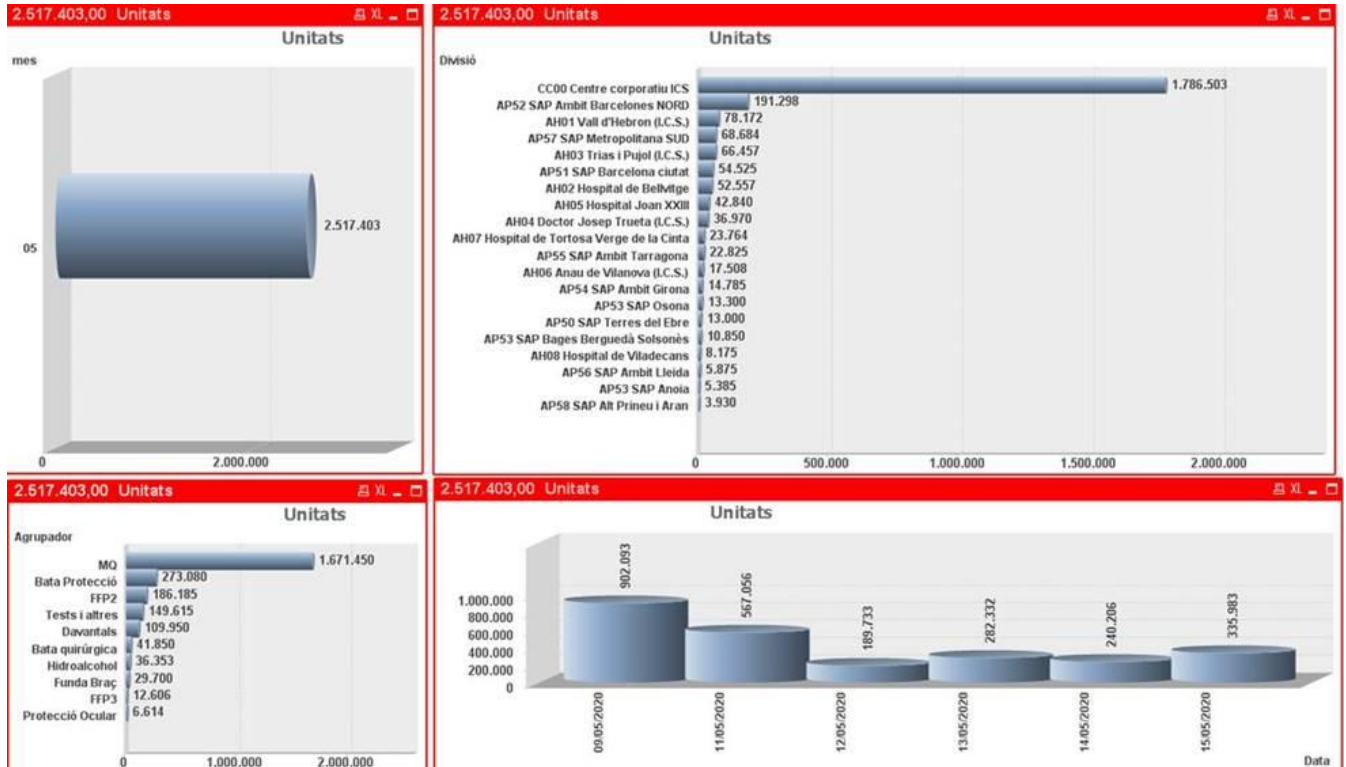 2.517.403,00 Unitats
XL
Unitats
mes
05
2.517.403
0
2.000.000
2.517.403,00 Unitats
XL
Unitats
Divisió
CC00 Centre corporatiu ICS 1.786.503
AP52 SAP Ambit Barcelones NORD 191.298
AH01 Vall d'Hebron (I.C.S.) 78.172
AP57 SAP Metropolitana SUD 68.684
AH03 Trias i Pujol (I.C.S.) 66.457
AP51 SAP Barcelona ciutat 54.525
AH02 Hospital de Bellvitge 52.557
AH05 Hospital Joan XXIII 42.840
AH04 Doctor Josep Trueta (I.C.S.) 36.970
AH07 Hospital de Tortosa Verge de la Cinta 23.764
AP55 SAP Ambit Tarragona 22.825
AH06 Anau de Vilanova (I.C.S.) 17.508
AP54 SAP Ambit Girona 14.785
AP53 SAP Osona 13.300
AP50 SAP Terres del Ebre 13.000
AP53 SAP Bages Berguedà Solsonès 10.850
AH08 Hospital de Viladecans 8.175
AP56 SAP Ambit Lleida 5.875
AP53 SAP Anoia 5.385
AP58 SAP Alt Prineu i Aran 3.930
0 500.000 1.000.000 1.500.000 2.000.000
2.517.403,00 Unitats
XL
Unitats
Agrupador
MQ 1.671.450
Bata Protecció 273.080
FFP2 186.185
Tests i altres 149.615
Davantals 109.950
Bata quirúrgica 41.850
Hidroalcohol 36.353
Funda Braç 29.700
FFP3 12.606
Protecció Ocular 6.614
0 1.000.000 2.000.000
2.517.403,00 Unitats
XL
Unitats
902.093 567.056 189.733 282.332 240.206 335.983
1.000.000
800.000
600.000
400.000
200.000
0
09/05/2020 11/05/2020 12/05/2020 13/05/2020 14/05/2020 15/05/2020
Data